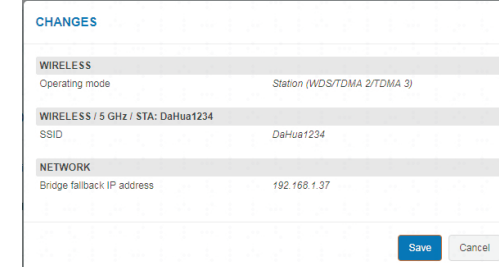 CHANGES
WIRELESS
Operating mode Station (WDS/TDMA 2/TDMA 3)
WIRELESS / 5 GHz / STA: DaHua1234
SSID DaHua1234
NETWORK
Bridge fallback IP address 192.168.1.37
Save Cancel